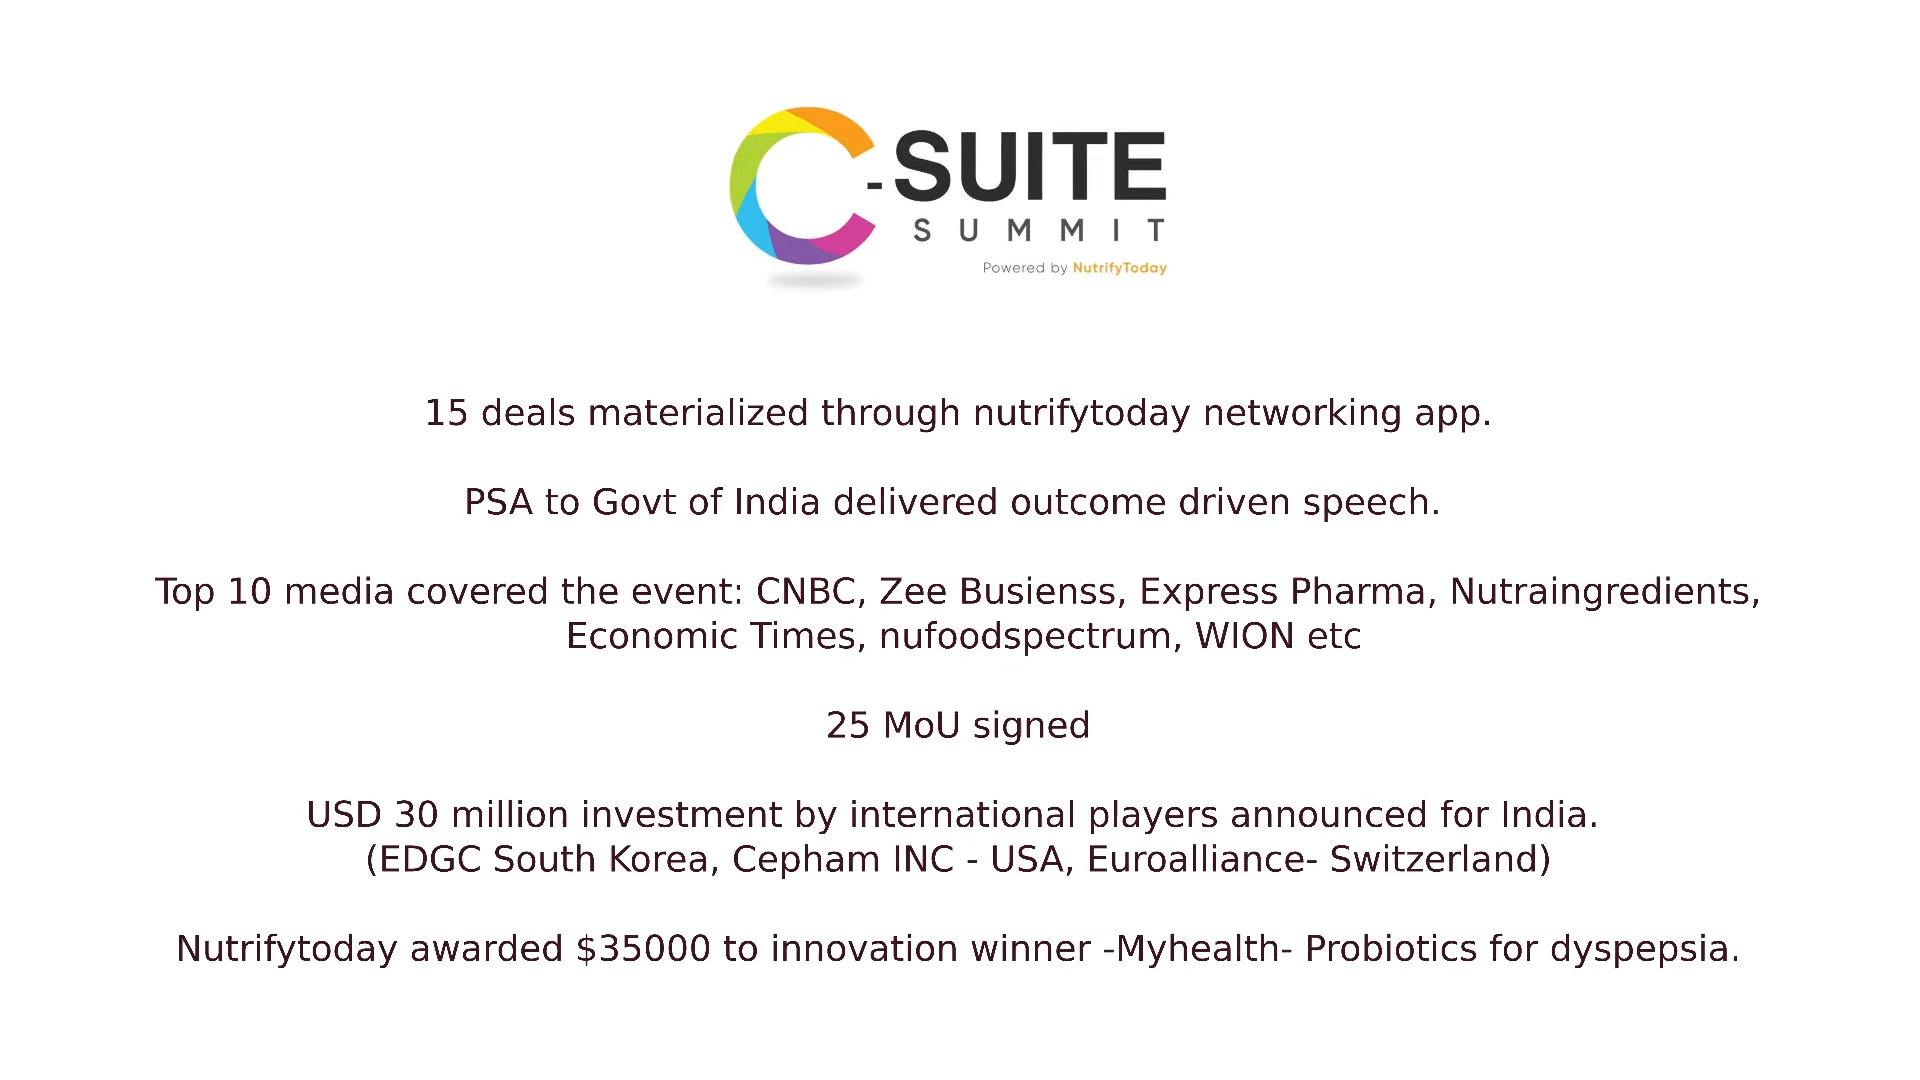 C-SUITE
SUMMIT
Powered by NutrifyToday
15 deals materialized through nutrifytoday networking app.
PSA to Govt of India delivered outcome driven speech.
Top 10 media covered the event: CNBC, Zee Busienss, Express Pharma, Nutraingredients,
Economic Times, nufoodspectrum, WION etc
25 MoU signed
USD 30 million investment by international players announced for India.
(EDGC South Korea, Cepham INC - USA, Euroalliance- Switzerland)
Nutrifytoday awarded $35000 to innovation winner -Myhealth- Probiotics for dyspepsia.